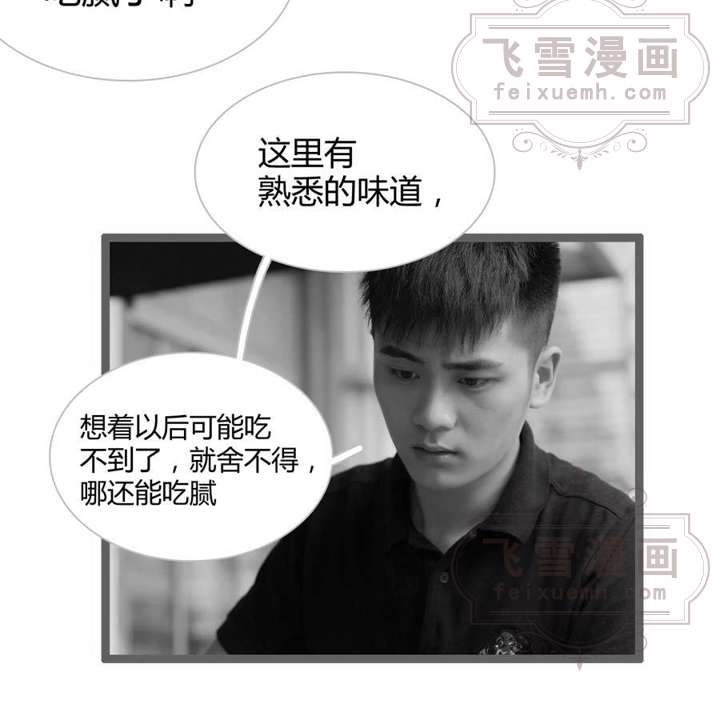 飞雪漫画
feixuemh.com
这里有
熟悉的味道，
想着以后可能吃
不到了，就舍不得，
哪还能吃腻
飞雪漫画
feixuemh.com